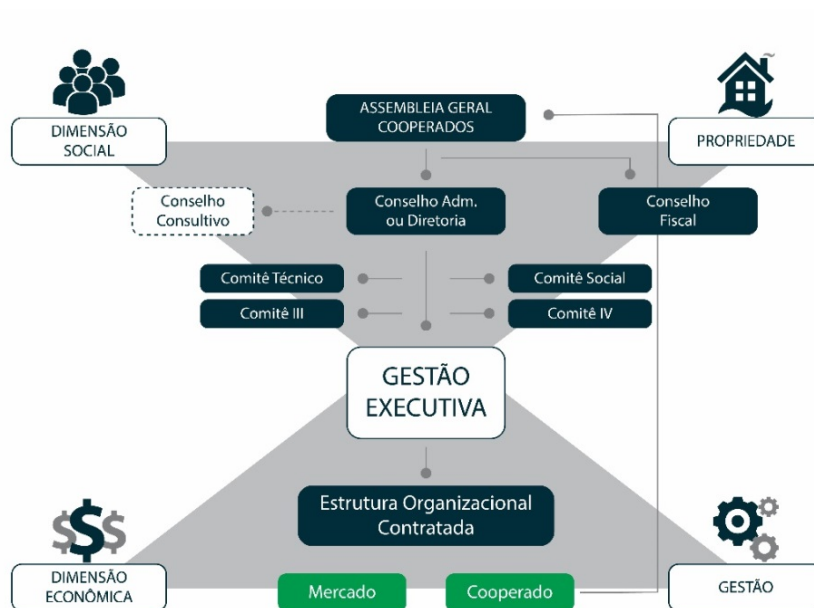 ASSEMBLEIA GERAL
COOPERADOS
DIMENSÃO
SOCIAL
PROPRIEDADE
Conselho
Consultivo
Conselho Adm.
ou Diretoria
Conselho
Fiscal
Comitê Técnico
Comitê Social
Comitê III
Comitê IV
GESTÃO
EXECUTIVA
Estrutura Organizacional
Contratada
DIMENSÃO
ECONÔMICA
Mercado
Cooperado
GESTÃO